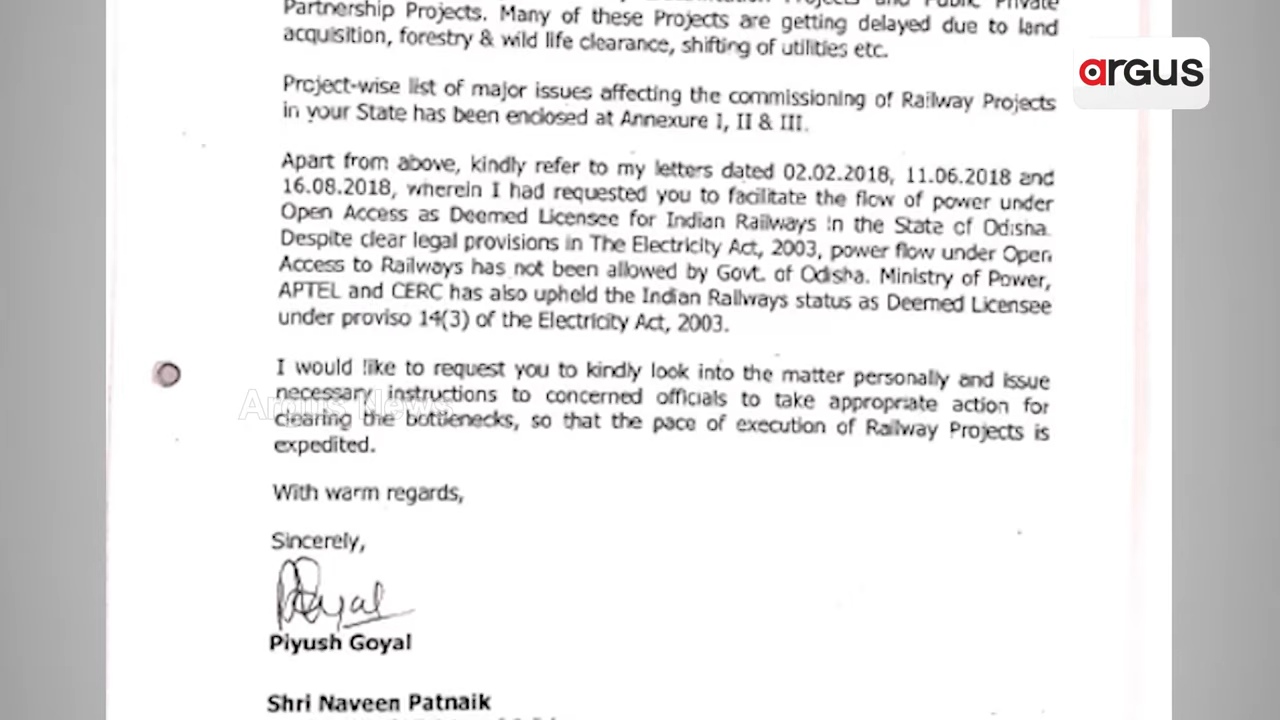 Projects and Public Private
Partnership Projects. Many of these Projects are getting delayed due to land
acquisition, forestry & wild life clearance, shifting of utilities etc.
argus
Project-wise list of major issues affecting the commissioning of Railway Projects
in your State has been enclosed at Annexure I, II & III.
Apart from above, kindly refer to my letters dated 02.02.2018, 11.06.2018 and
16.08.2018, wherein I had requested you to facilitate the flow of power under
Open Access as Deemed Licensee for Indian Railways in the State of Odisha.
Despite clear legal provisions in The Electricity Act, 2003, power flow under Open
Access to Railways has not been allowed by Govt. of Odisha. Ministry of Power,
APTEL and CERC has also upheld the Indian Railways status as Deemed Licensee
under proviso 14(3) of the Electricity Act, 2003.
I would like to request you to kindly look into the matter personally and issue
necessary instructions to concerned officials to take appropriate action for
Argus News
clearing the bottlenecks, so that the pace of execution of Railway Projects is
expedited.
With warm regards,
Sincerely,
Piyush Goyal
Shri Naveen Patnaik